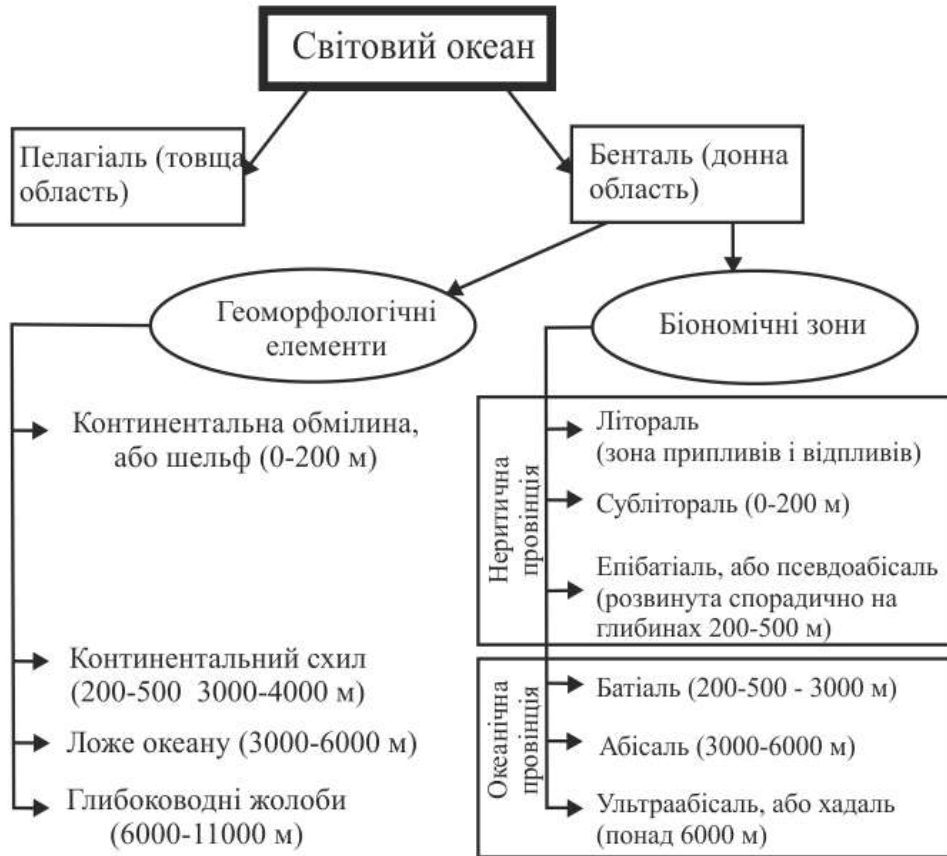 Світовий океан
Пелагіаль (товща
область)
Бенталь (донна
область)
Геоморфологічні
елементи
Біономічні зони
Континентальна обмілина,
або шельф (0-200 м)
Континентальний схил
(200-500 3000-4000 м)
Ложе океану (3000-6000 м)
Глибоководні жолоби
(6000-11000 м)
Неритична
провінція
Літораль
(зона припливів і відпливів)
Субліторaль (0-200 м)
Епібатіаль, або псевдоабісаль
(розвинута спорадично на
глибинах 200-500 м)
Океанічна
провінція
Батіаль (200-500 - 3000 м)
Абісаль (3000-6000 м)
Ультраабісаль, або хадаль
(понад 6000 м)